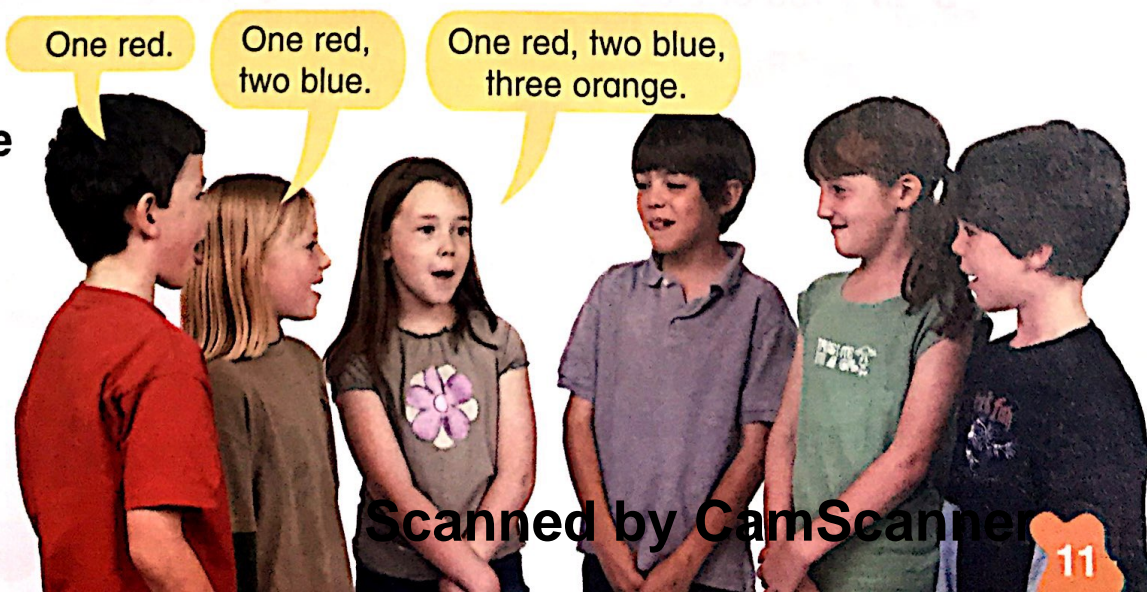 One red.
One red,
two blue.
One red, two blue,
three orange.
e
Scanned by CamScanner
11